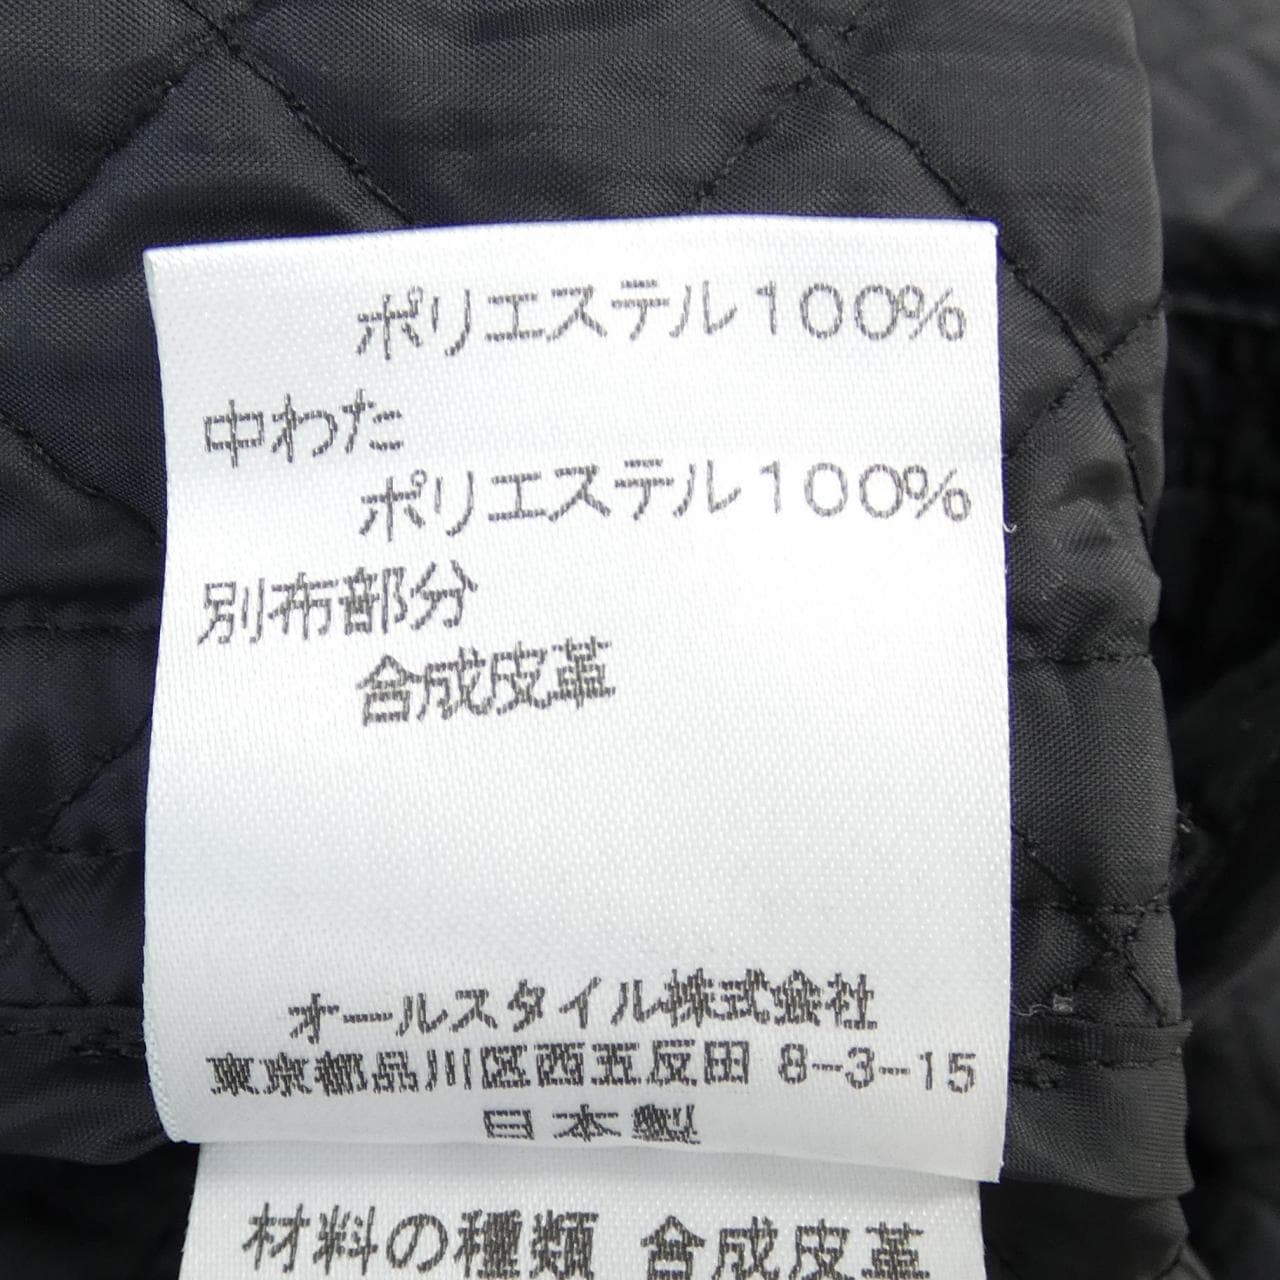 ポリエステル100%
中わた
ポリエステル100%
別布部分
合成皮革
オールスタイル株式会社
東京都品川区西五反田 8-3-15
日本製
材料の種類 合成皮革